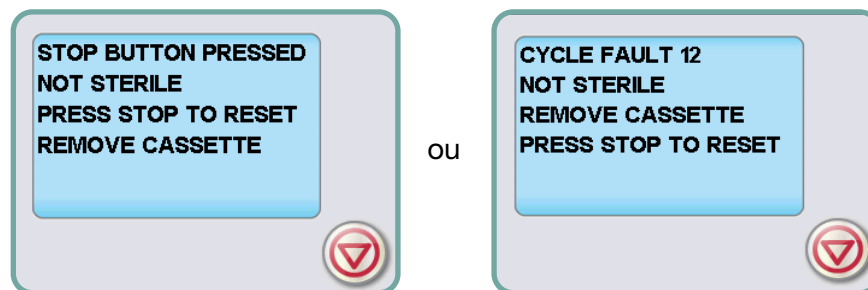 STOP BUTTON PRESSED
NOT STERILE
PRESS STOP TO RESET
REMOVE CASSETTE
ou
CYCLE FAULT 12
NOT STERILE
REMOVE CASSETTE
PRESS STOP TO RESET